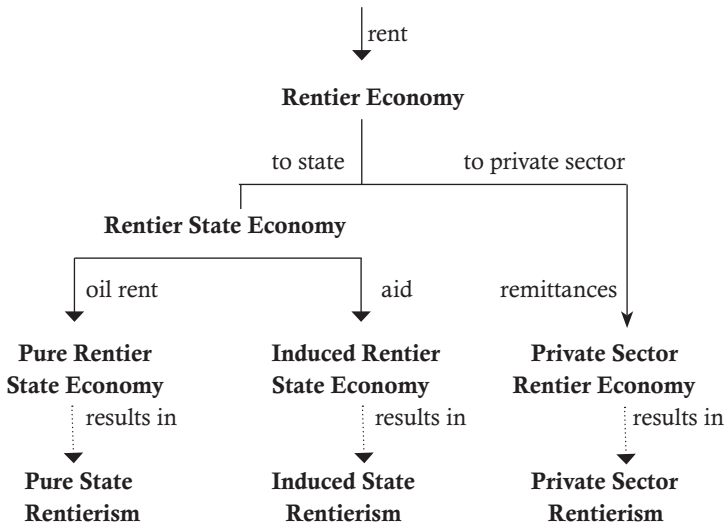 rent
Rentier Economy
to state
to private sector
Rentier State Economy
oil rent
aid
remittances
Pure Rentier
State Economy
Induced Rentier
State Economy
Private Sector
Rentier Economy
results in
results in
results in
Pure State
Rentierism
Induced State
Rentierism
Private Sector
Rentierism